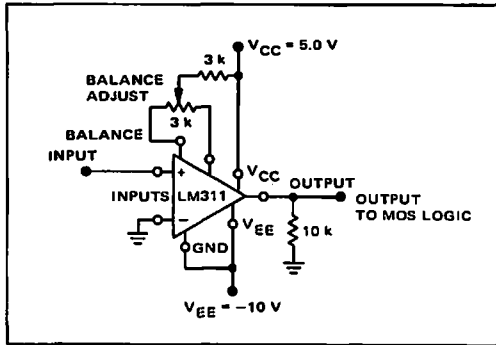 V_CC = 5.0 V
3 k
BALANCE
ADJUST
3 k
BALANCE
INPUT
V_CC
+
INPUTS LM311
OUTPUT
OUTPUT
TO MOS LOGIC
−
V_EE
10 k
GND
V_EE = −10 V